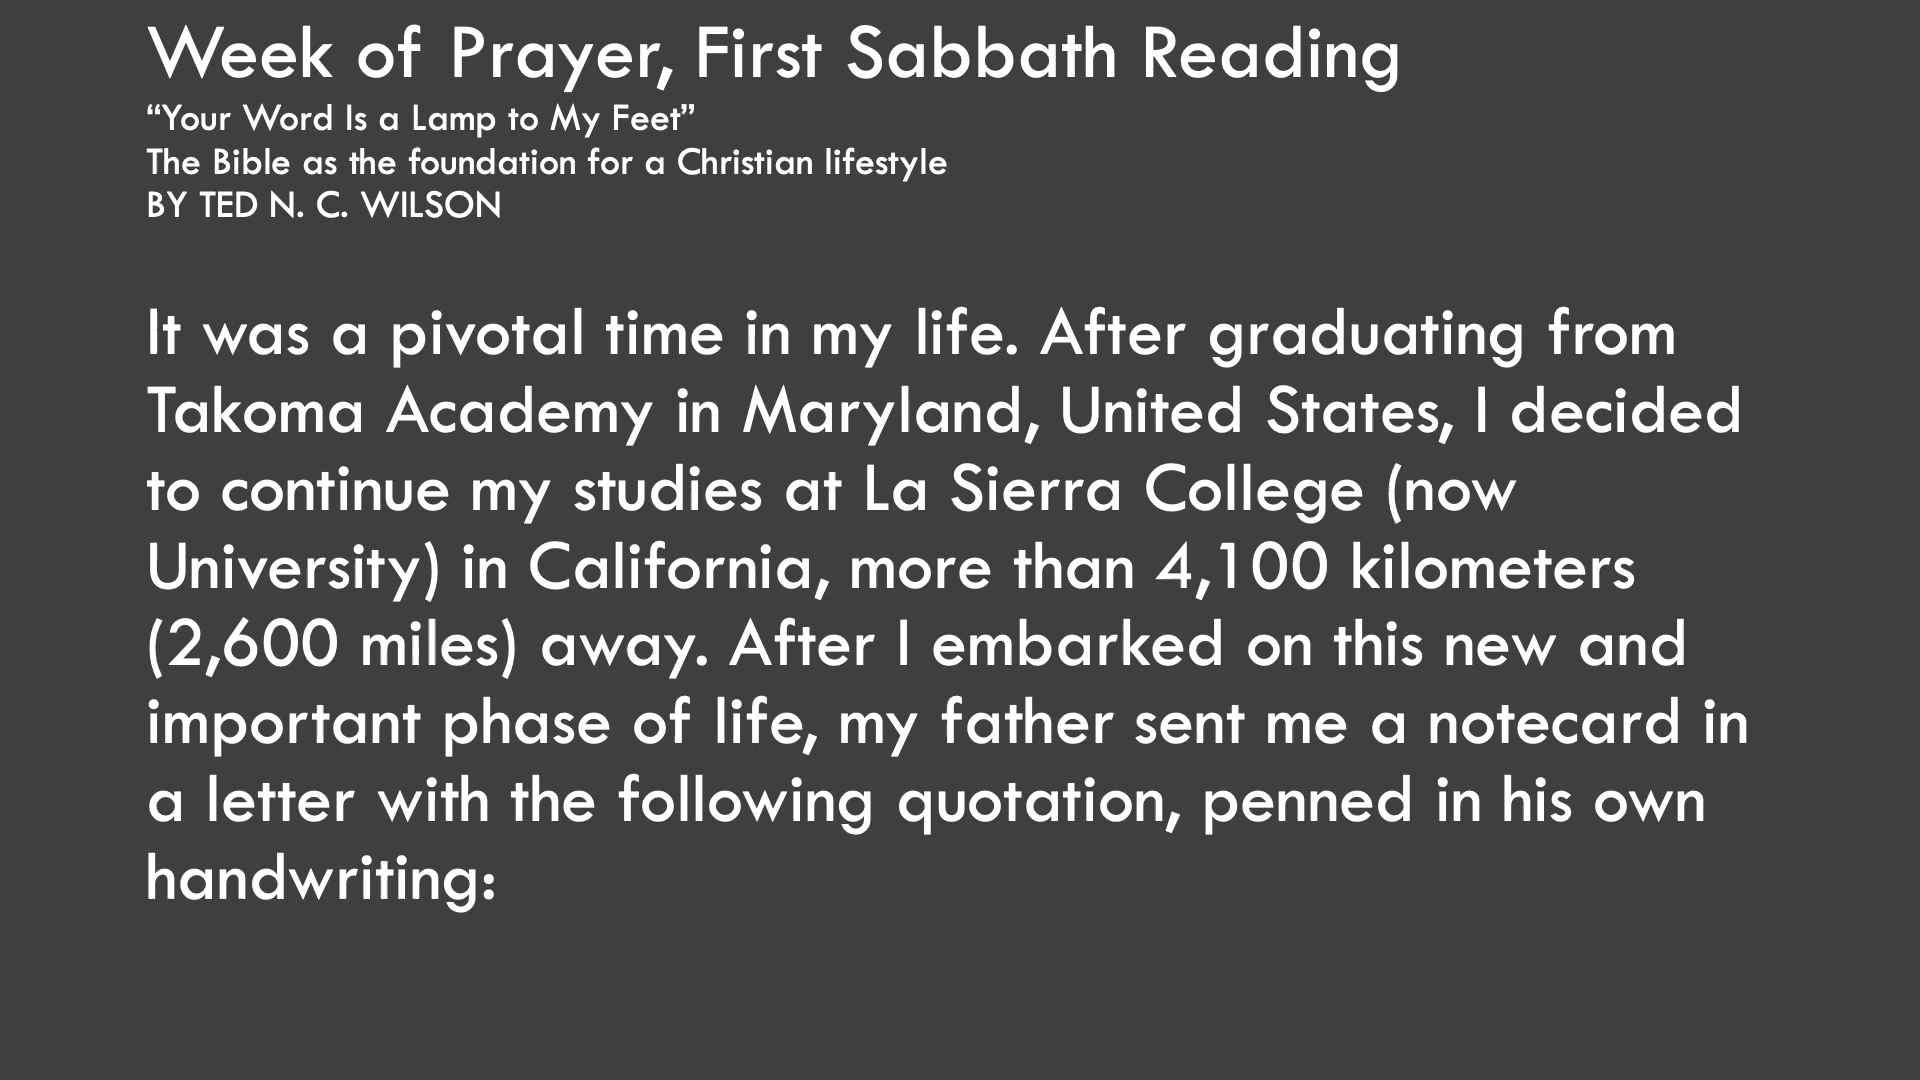 Week of Prayer, First Sabbath Reading
“Your Word Is a Lamp to My Feet”
The Bible as the foundation for a Christian lifestyle
BY TED N. C. WILSON
It was a pivotal time in my life. After graduating from
Takoma Academy in Maryland, United States, I decided
to continue my studies at La Sierra College (now
University) in California, more than 4,100 kilometers
(2,600 miles) away. After I embarked on this new and
important phase of life, my father sent me a notecard in
a letter with the following quotation, penned in his own
handwriting: